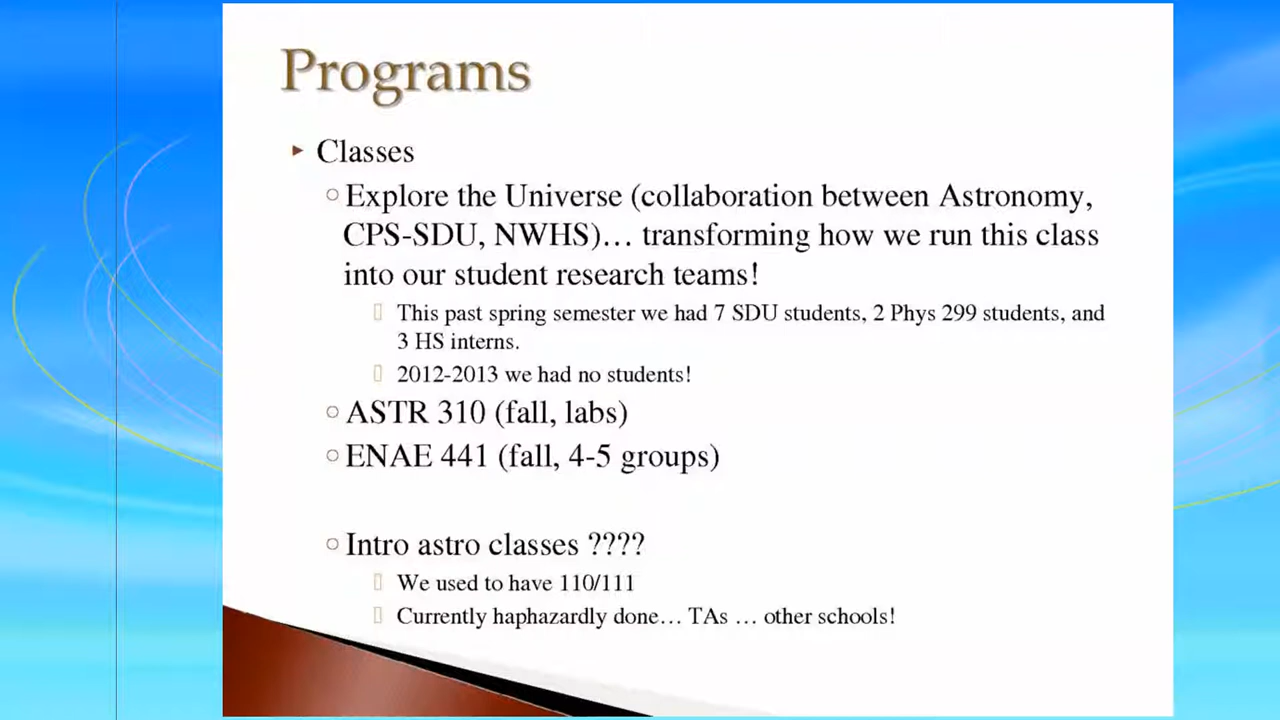 Programs
Classes
Explore the Universe (collaboration between Astronomy,
CPS-SDU, NWHS)… transforming how we run this class
into our student research teams!
This past spring semester we had 7 SDU students, 2 Phys 299 students, and
3 HS interns.
2012-2013 we had no students!
ASTR 310 (fall, labs)
ENAE 441 (fall, 4-5 groups)
Intro astro classes ????
We used to have 110/111
Currently haphazardly done… TAs … other schools!